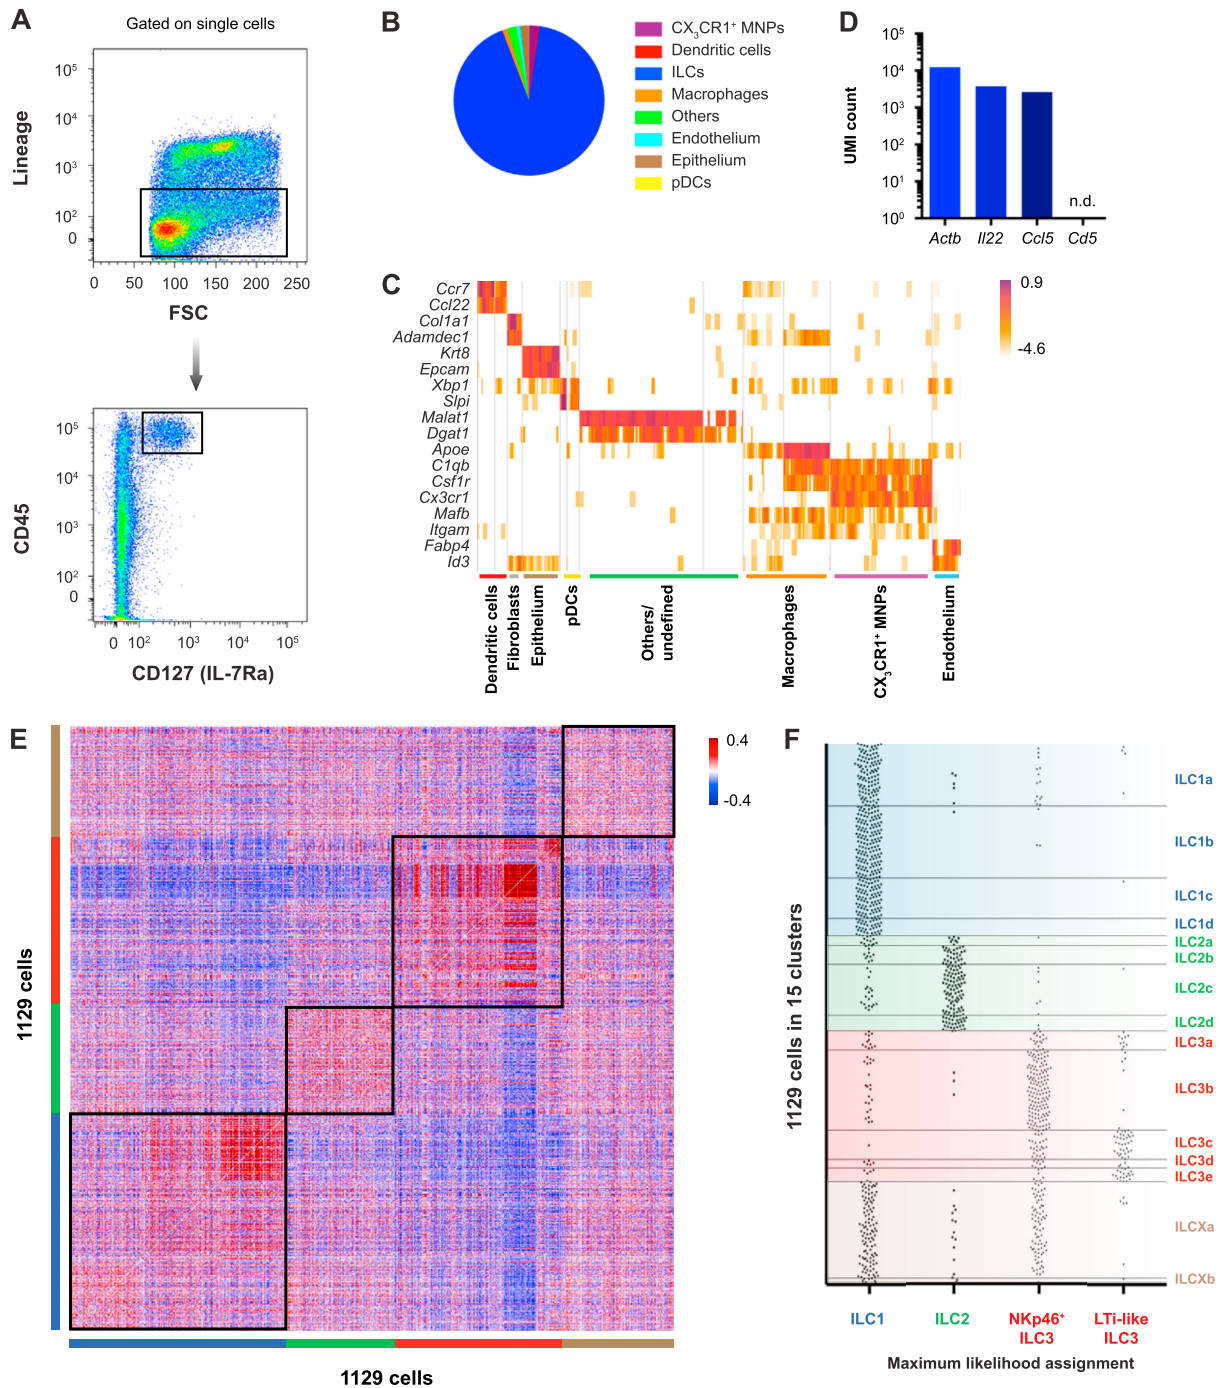 A
Gated on single cells
Lineage
10⁵
10⁴
10³
10²
0
0 50 100 150 200 250
FSC
CD45
10⁵
10⁴
10³
10²
0
0 10² 10³ 10⁴ 10⁵
CD127 (IL-7Ra)
B
CX₃CR1⁺ MNPs
Dendritic cells
ILCs
Macrophages
Others
Endothelium
Epithelium
pDCs
D
UMI count
10⁵
10⁴
10³
10²
10¹
10⁰
n.d.
Actb Il22 Ccl5 Cd5
C
Ccr7
Ccl22
Col1a1
Adamdec1
Krt8
Epcam
Xbp1
Slpi
Malat1
Dgat1
Apoe
C1qb
Csf1r
Cx3cr1
Mafb
Itgam
Fabp4
Id3
0.9
-4.6
Dendritic cells
Fibroblasts
Epithelium
pDCs
Others/
undefined
Macrophages
CX₃CR1⁺ MNPs
Endothelium
E
1129 cells
1129 cells
0.4
-0.4
F
1129 cells in 15 clusters
ILC1a
ILC1b
ILC1c
ILC1d
ILC2a
ILC2b
ILC2c
ILC2d
ILC3a
ILC3b
ILC3c
ILC3d
ILC3e
ILCXa
ILCXb
ILC1 ILC2 NKp46⁺ LTi-like
ILC3 ILC3
Maximum likelihood assignment